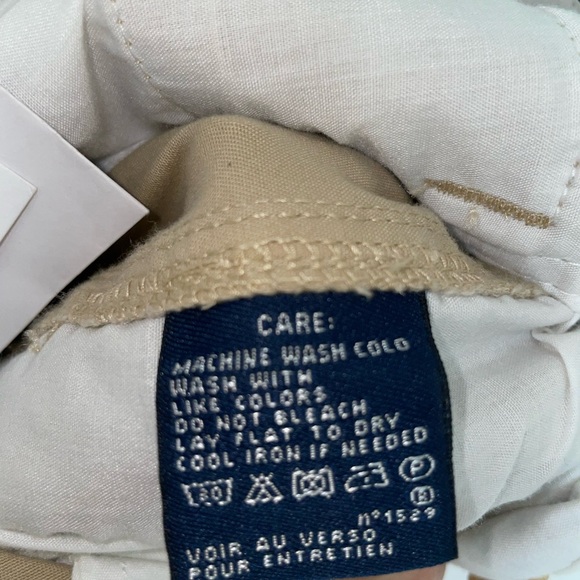 CARE:
MACHINE WASH COLD
WASH WITH
LIKE COLORS
DO NOT BLEACH
LAY FLAT TO DRY
COOL IRON IF NEEDED
30 P
R
nº1529
VOIR AU VERSO
POUR ENTRETIEN